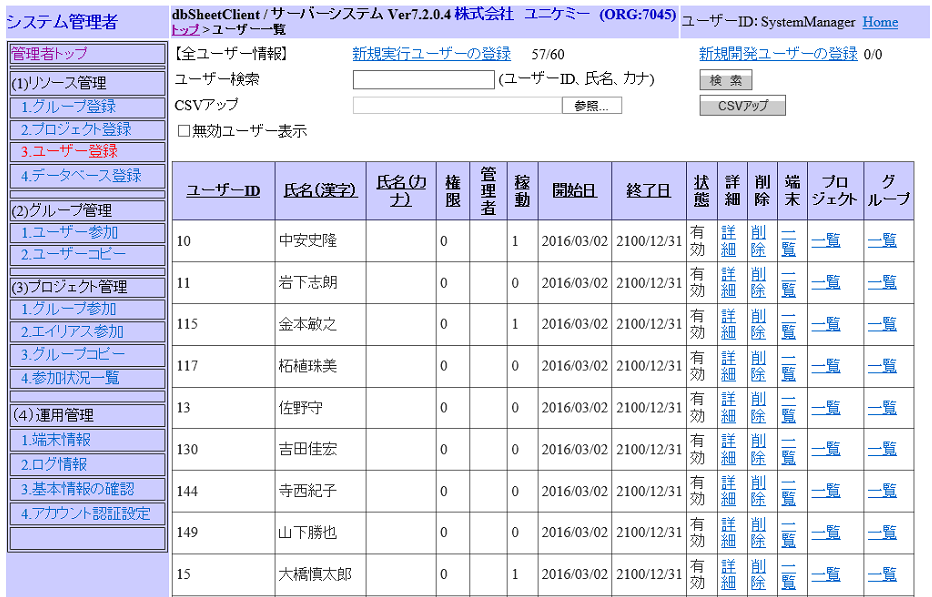 システム管理者
管理者トップ
(1)リソース管理
1.グループ登録
2.プロジェクト登録
3.ユーザー登録
4.データベース登録
(2)グループ管理
1.ユーザー参加
2.ユーザーコピー
(3)プロジェクト管理
1.グループ参加
2.エイリアス参加
3.グループコピー
4.参加状況一覧
(4)運用管理
1.端末情報
2.ログ情報
3.基本情報の確認
4.アカウント認証設定
dbSheetClient / サーバーシステム Ver7.2.0.4 株式会社 ユニケミー (ORG:7045)
トップ > ユーザー一覧
ユーザーID: SystemManager Home
【全ユーザー情報】 新規実行ユーザーの登録 57/60 新規開発ユーザーの登録 0/0
ユーザー検索 (ユーザーID、氏名、カナ) 検 索
CSVアップ 参照... CSVアップ
無効ユーザー表示
ユーザーID 氏名(漢字) 氏名(カナ) 権限 管理者 稼動 開始日 終了日 状態 詳細 削除 端末 プロジェクト グループ
10 中安史隆 0 1 2016/03/02 2100/12/31 有効 詳細 削除 一覧 一覧 一覧
11 岩下志朗 0 0 2016/03/02 2100/12/31 有効 詳細 削除 一覧 一覧 一覧
115 金本敏之 0 1 2016/03/02 2100/12/31 有効 詳細 削除 一覧 一覧 一覧
117 柘植珠美 0 0 2016/03/02 2100/12/31 有効 詳細 削除 一覧 一覧 一覧
13 佐野守 0 0 2016/03/02 2100/12/31 有効 詳細 削除 一覧 一覧 一覧
130 吉田佳宏 0 0 2016/03/02 2100/12/31 有効 詳細 削除 一覧 一覧 一覧
144 寺西紀子 0 0 2016/03/02 2100/12/31 有効 詳細 削除 一覧 一覧 一覧
149 山下勝也 0 0 2016/03/02 2100/12/31 有効 詳細 削除 一覧 一覧 一覧
15 大橋慎太郎 0 1 2016/03/02 2100/12/31 有効 詳細 削除 一覧 一覧 一覧